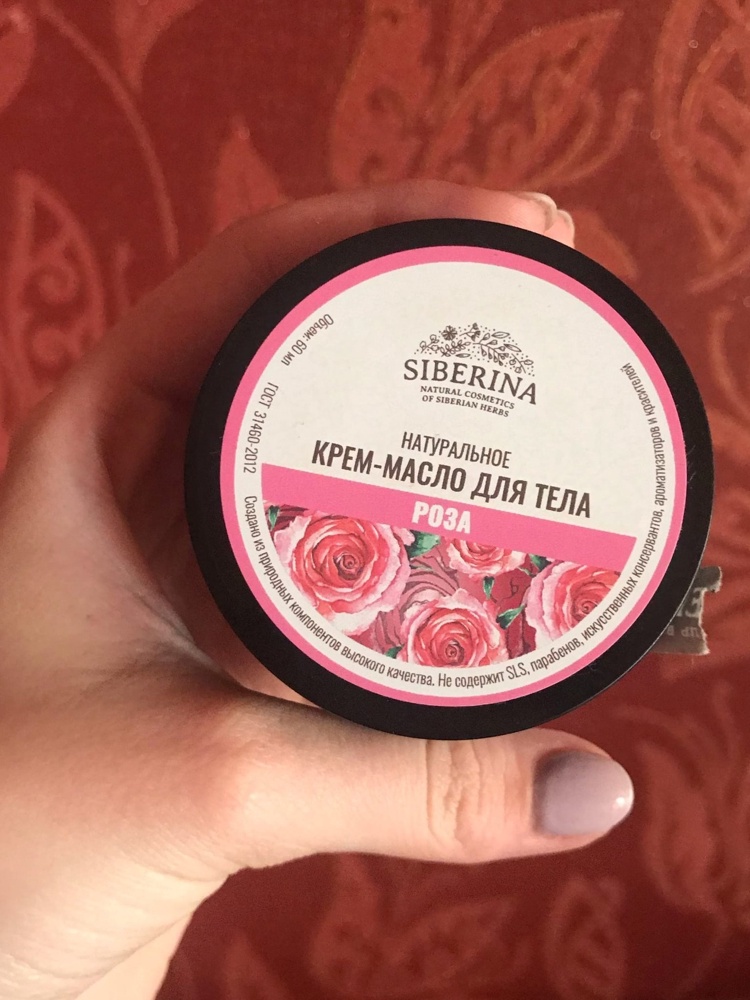 SIBERINA
NATURAL COSMETICS
OF SIBERIAN HERBS
НАТУРАЛЬНОЕ
КРЕМ-МАСЛО ДЛЯ ТЕЛА
РОЗА
Объем: 60 мл
ГОСТ 31460-2012
Создано из природных компонентов высокого качества. Не содержит SLS, парабенов, искусственных консервантов, ароматизаторов и красителей